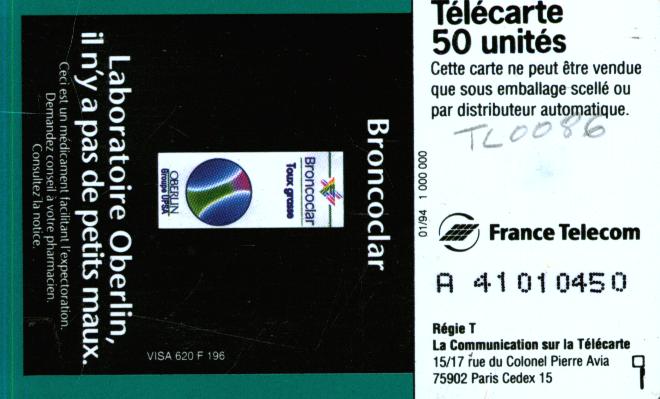 Laboratoire Oberlin,
il n'y a pas de petits maux.
Ceci est un médicament facilitant l'expectoration.
Demandez conseil à votre pharmacien.
Consultez la notice.
Broncoclar
Broncoclar
Toux grasse
OBERLIN
Groupe UPSA
VISA 620 F 196
Télécarte
50 unités
Cette carte ne peut être vendue
que sous emballage scellé ou
par distributeur automatique.
TL0086
01/94 1 000 000
France Telecom
A 41010450
Régie T
La Communication sur la Télécarte
15/17 rue du Colonel Pierre Avia
75902 Paris Cedex 15